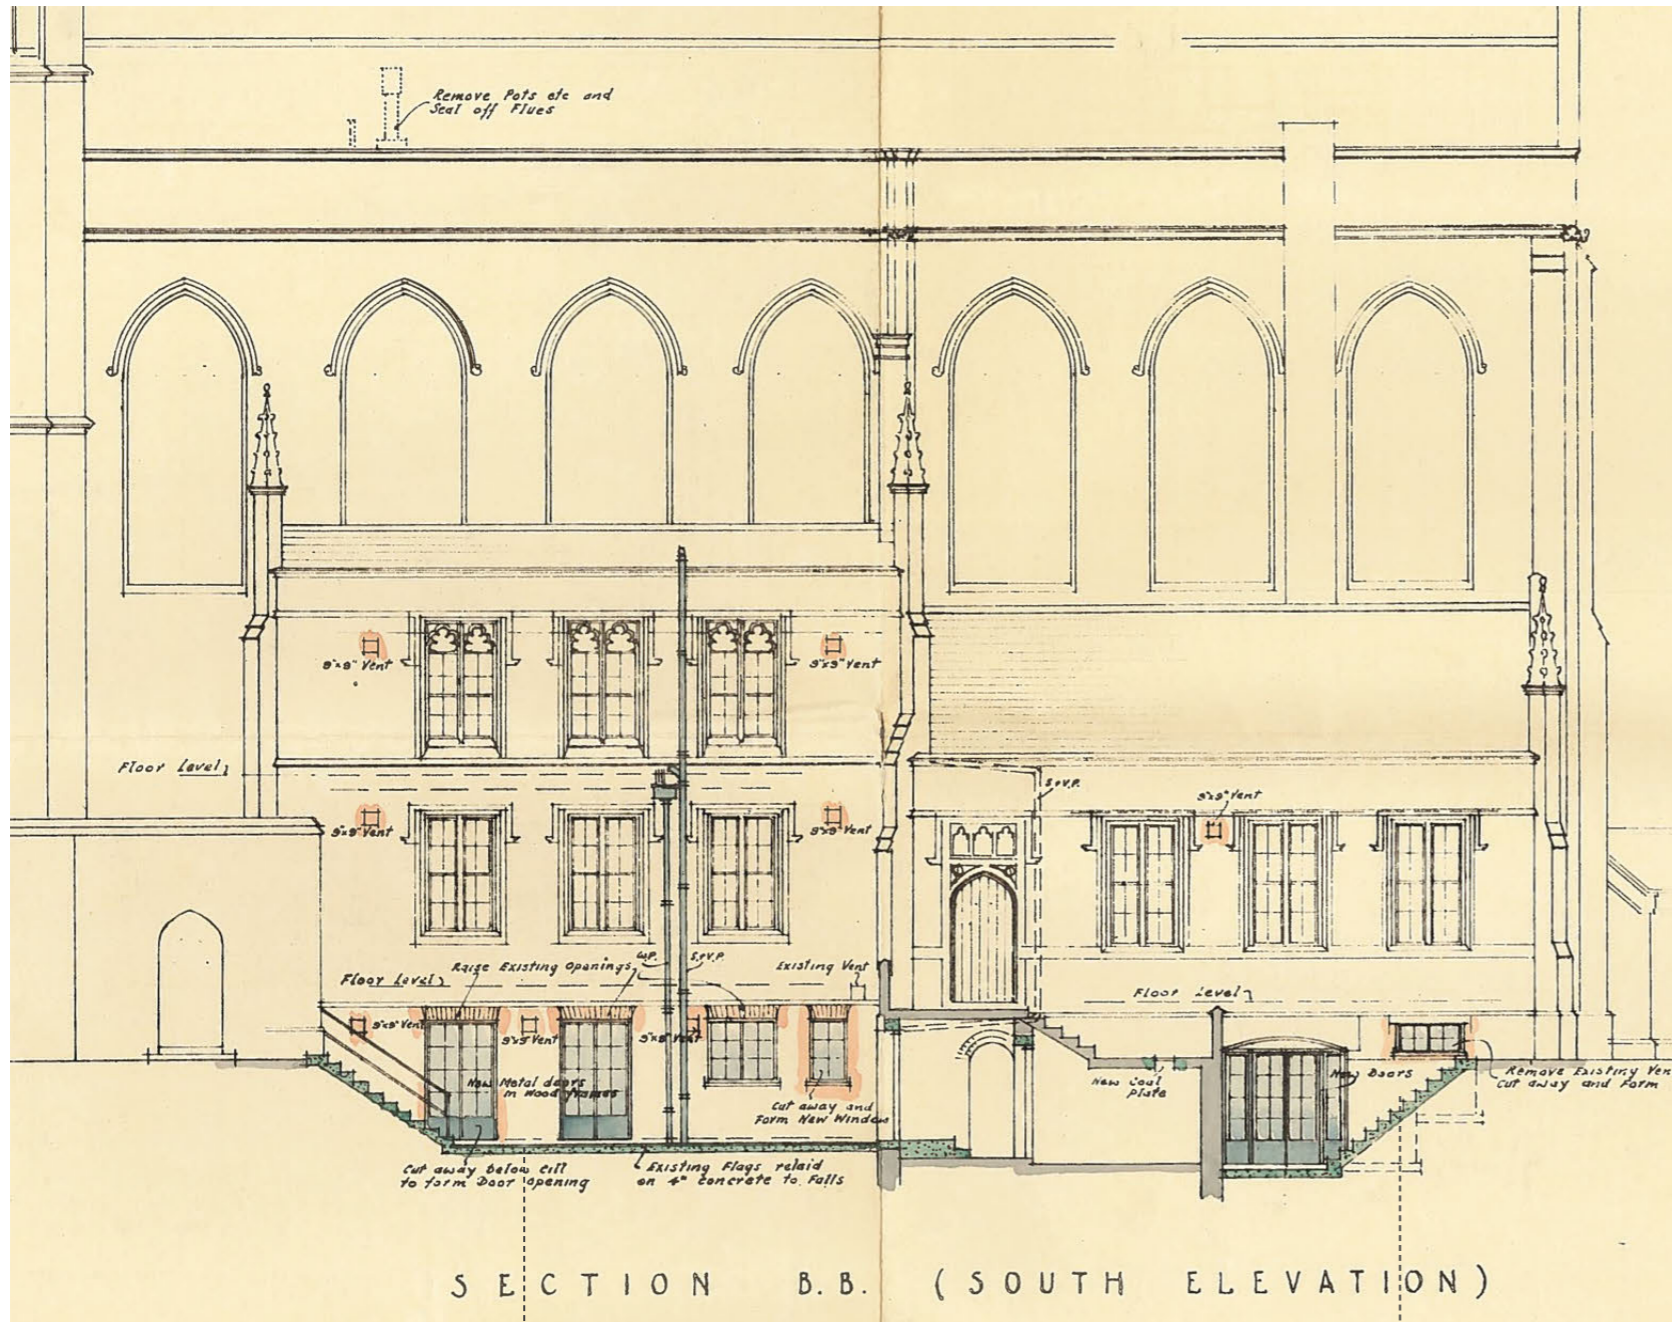 Remove Pots etc and
Seal off Flues
9"x9" Vent
9"x9" Vent
Floor Level
S.&V.P.
9"x9" Vent
9"x9" Vent
9"x9" Vent
Floor Level
Raise Existing Openings
W.P.
S.&V.P.
Existing Vent
Floor Level
9"x9" Vent
9"x9" Vent
9"x9" Vent
New Metal doors
in Wood frames
Cut away and
Form New Window
New Coal
Plate
New Doors
Remove Existing Ven
Cut away and Form
Cut away below cill
to form Door opening
Existing Flags relaid
on 4" concrete to Falls
SECTION B.B. (SOUTH ELEVATION)